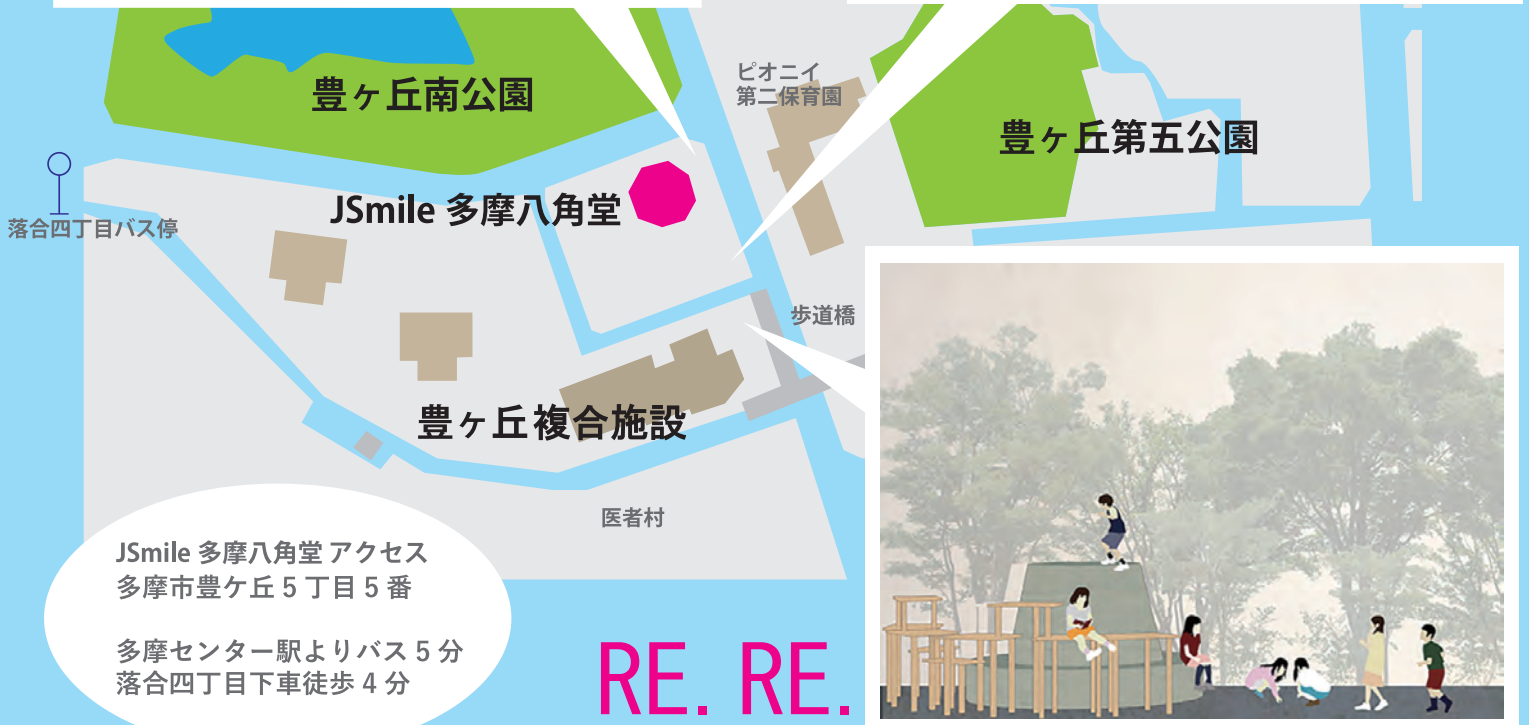 豊ヶ丘南公園
ピオニイ
第二保育園
豊ヶ丘第五公園
JSmile 多摩八角堂
落合四丁目バス停
歩道橋
豊ヶ丘複合施設
医者村
JSmile 多摩八角堂 アクセス
多摩市豊ケ丘 5 丁目 5 番
多摩センター駅よりバス 5 分
落合四丁目下車徒歩 4 分
RE. RE.